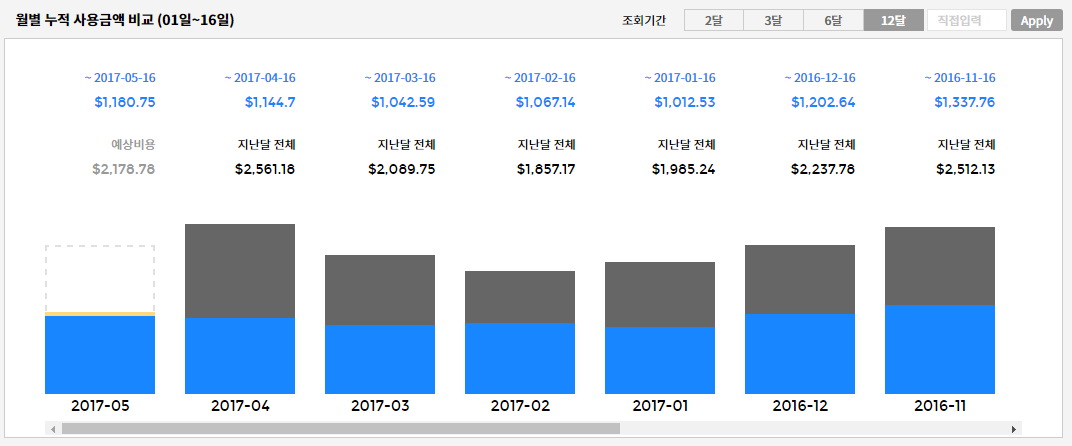 월별 누적 사용금액 비교 (01일~16일)
조회기간 2달 3달 6달 12달 직접입력 Apply
~ 2017-05-16 ~ 2017-04-16 ~ 2017-03-16 ~ 2017-02-16 ~ 2017-01-16 ~ 2016-12-16 ~ 2016-11-16
$1,180.75 $1,144.7 $1,042.59 $1,067.14 $1,012.53 $1,202.64 $1,337.76
예상비용 지난달 전체 지난달 전체 지난달 전체 지난달 전체 지난달 전체 지난달 전체
$2,178.78 $2,561.18 $2,089.75 $1,857.17 $1,985.24 $2,237.78 $2,512.13
2017-05 2017-04 2017-03 2017-02 2017-01 2016-12 2016-11